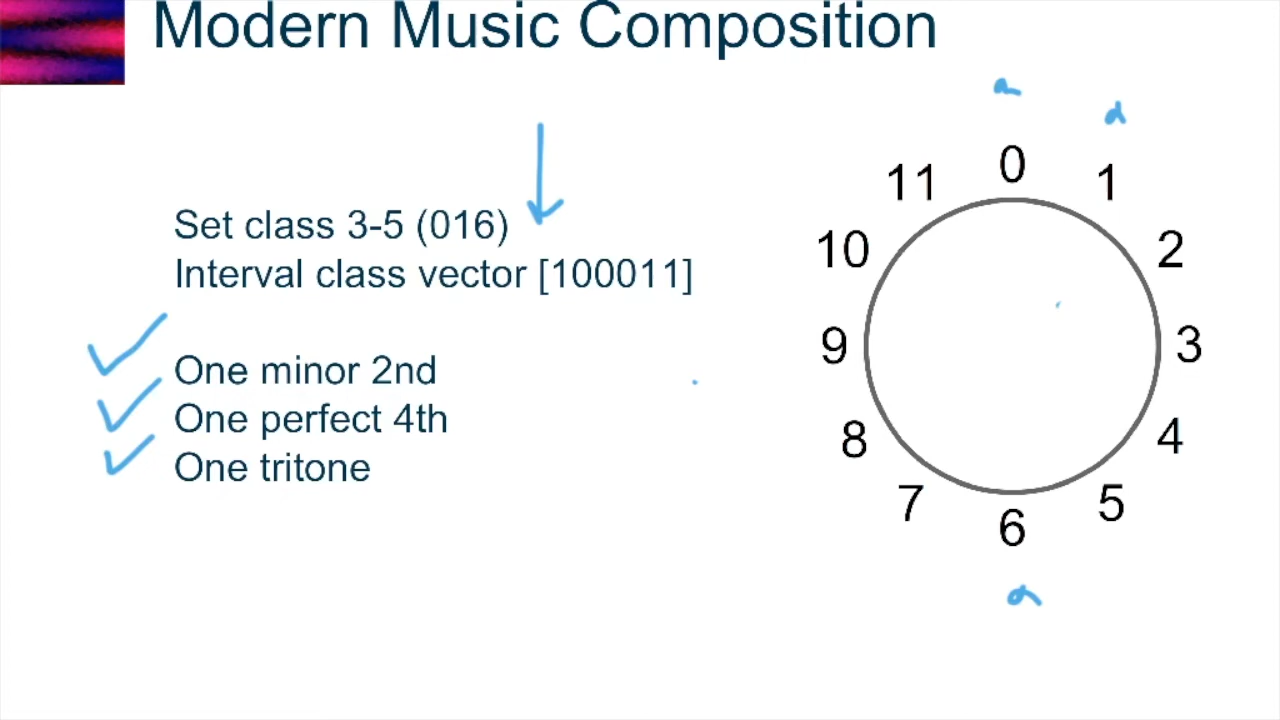 Modern Music Composition
Set class 3-5 (016)
Interval class vector [100011]
One minor 2nd
One perfect 4th
One tritone
0
1
2
3
4
5
6
7
8
9
10
11